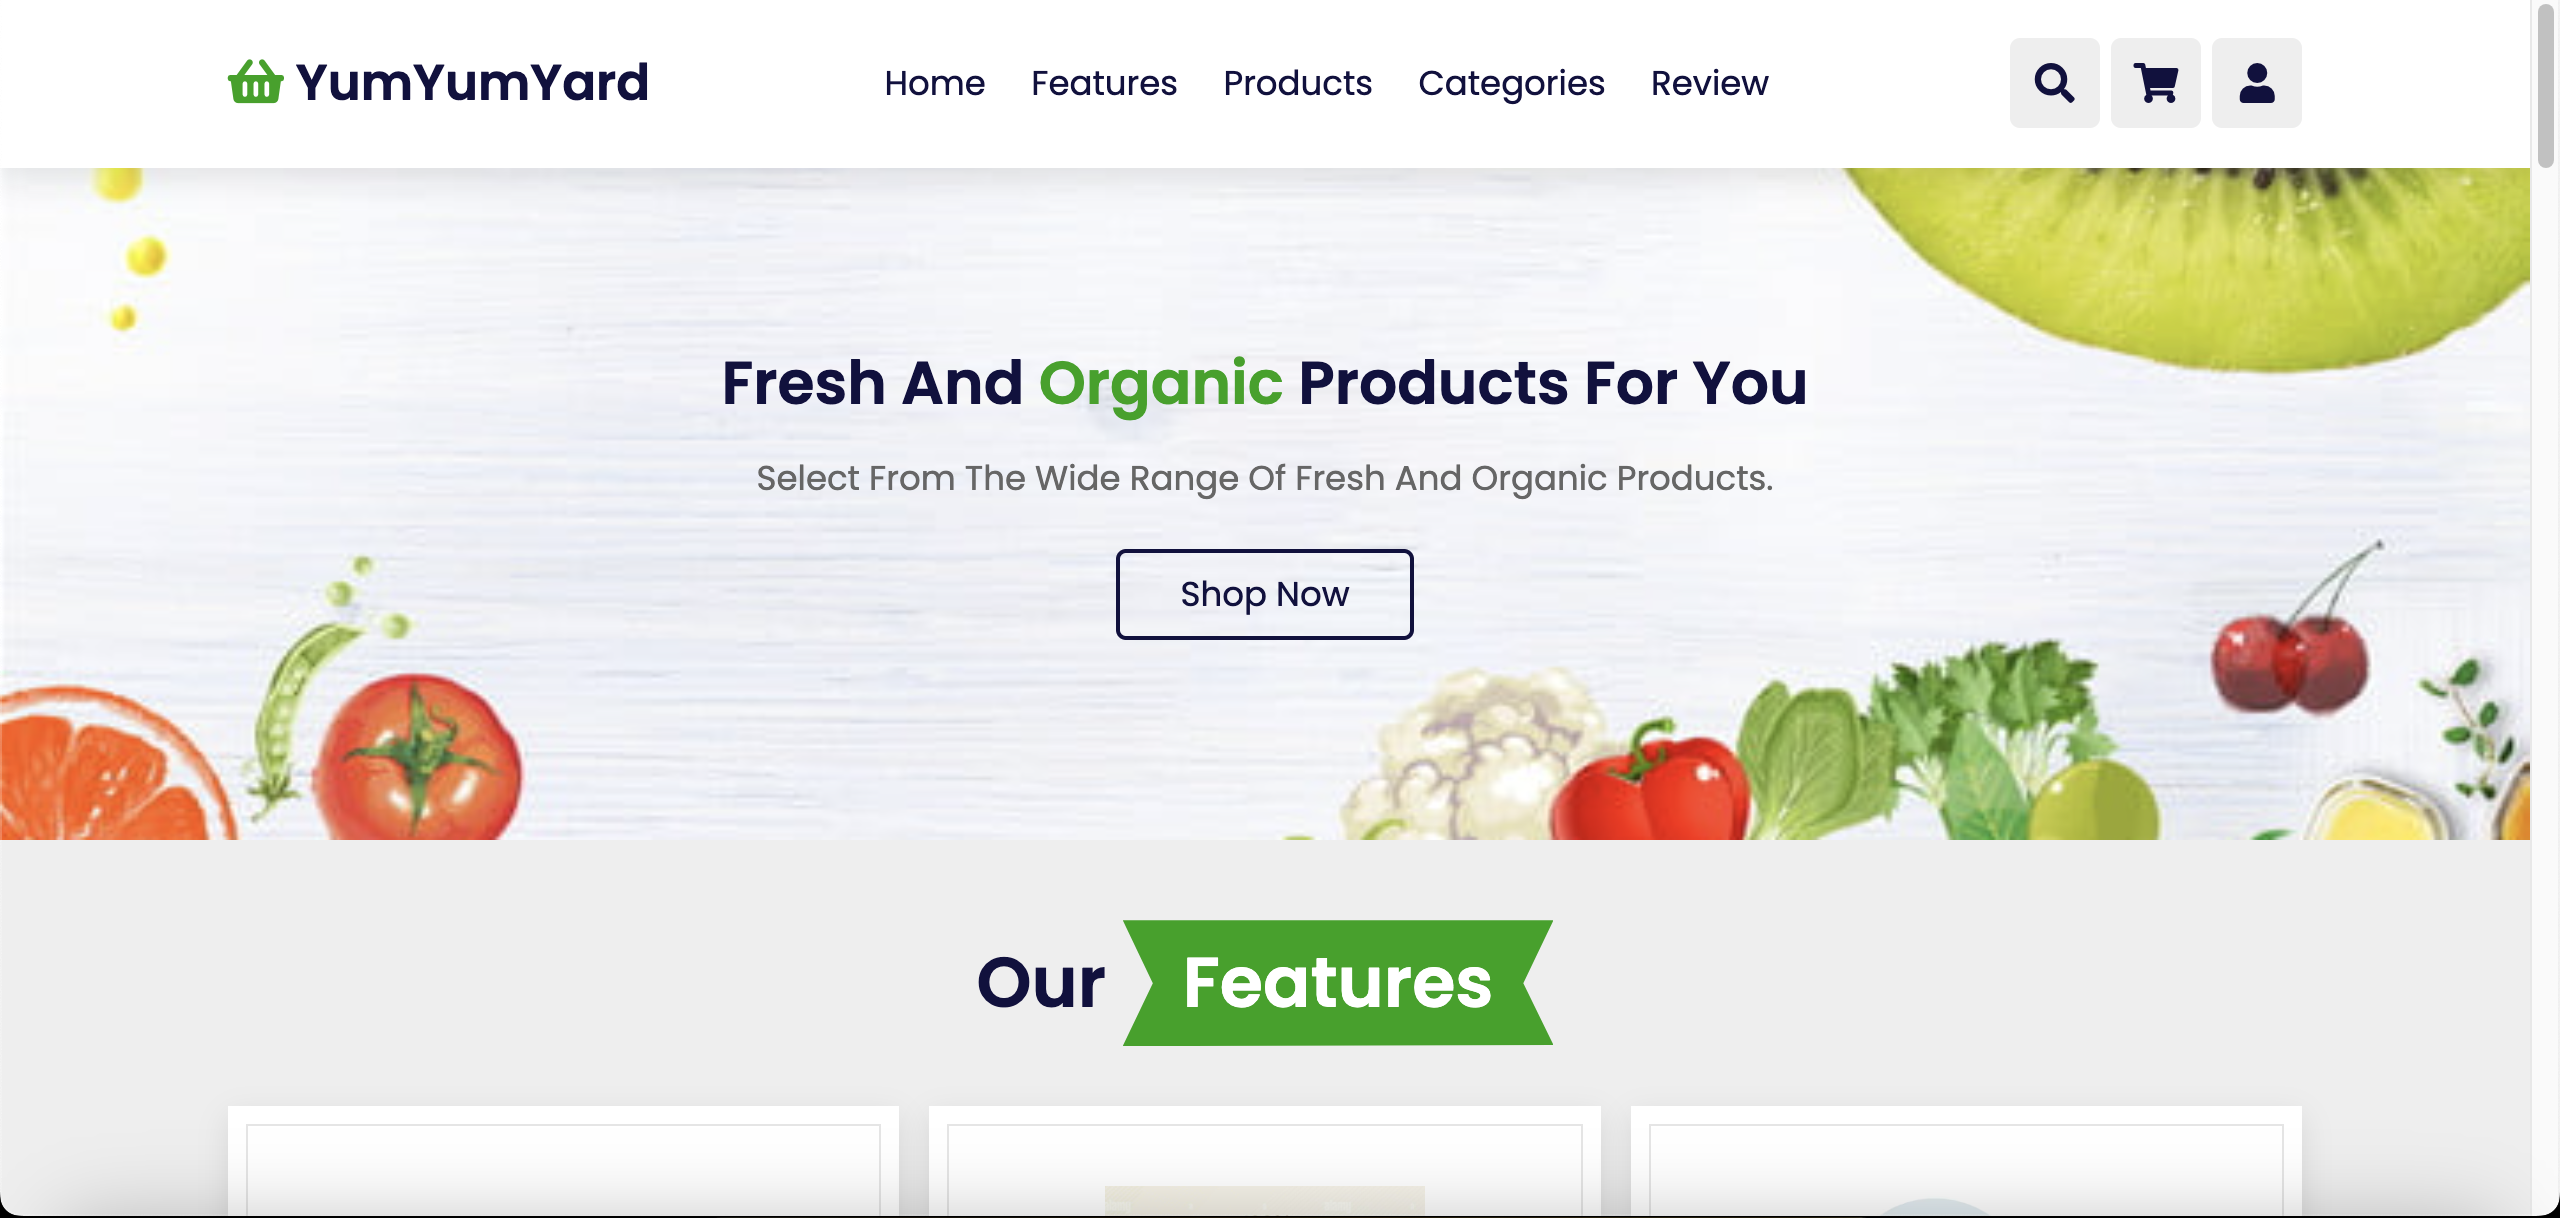 YumYumYard
Home Features Products Categories Review
Fresh And Organic Products For You
Select From The Wide Range Of Fresh And Organic Products.
Shop Now
Our Features